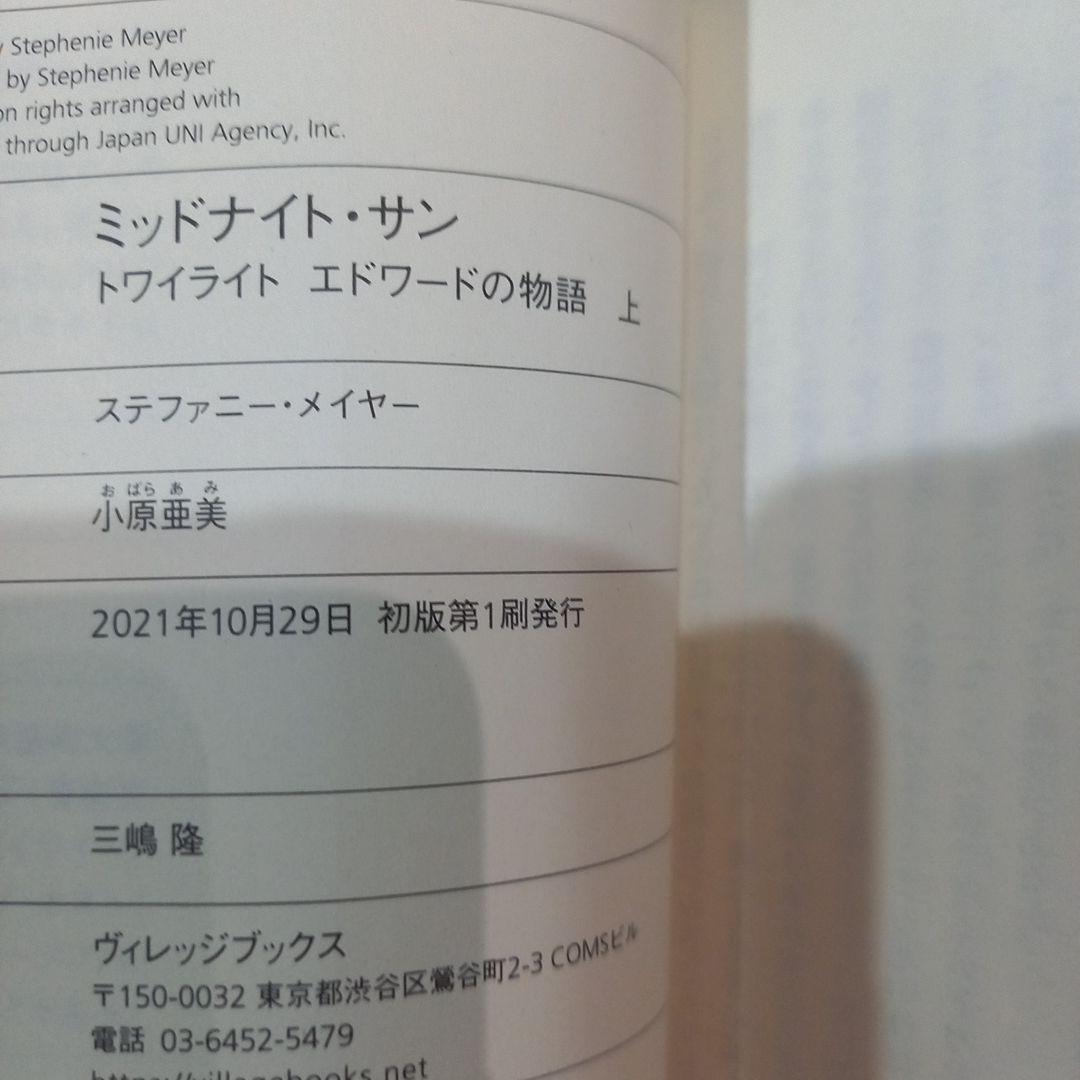 Stephenie Meyer
by Stephenie Meyer
rights arranged with
through Japan UNI Agency, Inc.
ミッドナイト・サン
トワイライト エドワードの物語 上
ステファニー・メイヤー
お ばら あ み
小原亜美
2021年10月29日 初版第1刷発行
三嶋 隆
ヴィレッジブックス
〒150-0032 東京都渋谷区鶯谷町2-3 COMSビル
電話 03-6452-5479
https://villagebooks.net